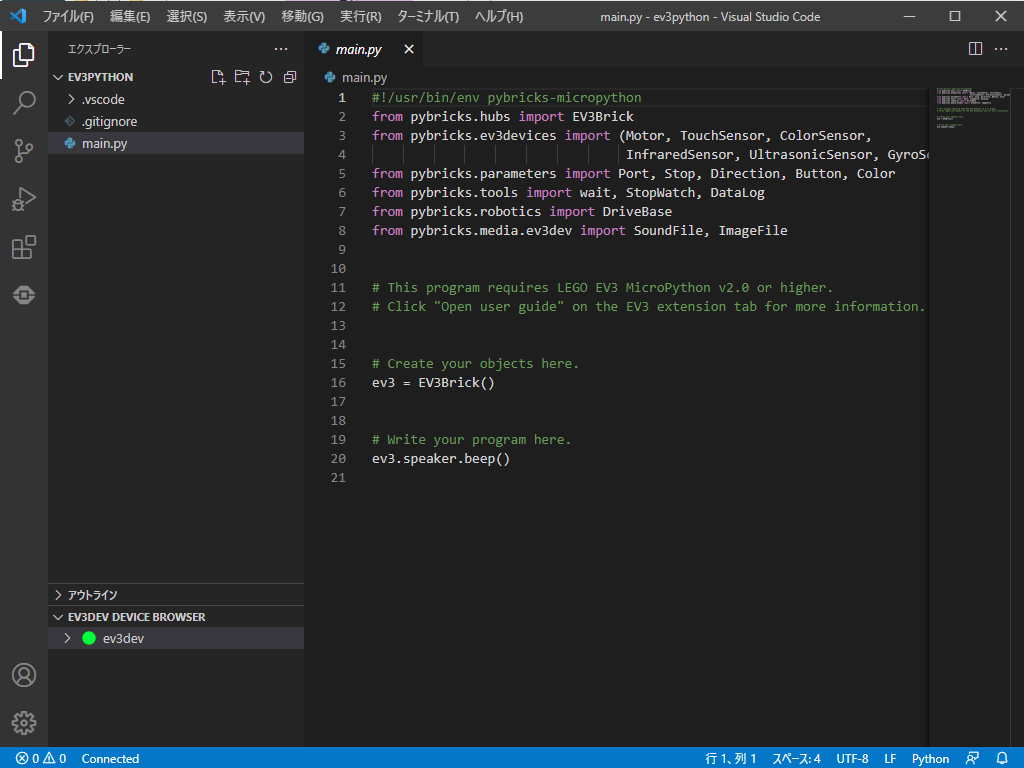 ファイル(F) 編集(E) 選択(S) 表示(V) 移動(G) 実行(R) ターミナル(T) ヘルプ(H) main.py - ev3python - Visual Studio Code
エクスプローラー
EV3PYTHON
.vscode
.gitignore
main.py
アウトライン
EV3DEV DEVICE BROWSER
ev3dev
main.py
main.py
1 #!/usr/bin/env pybricks-micropython
2 from pybricks.hubs import EV3Brick
3 from pybricks.ev3devices import (Motor, TouchSensor, ColorSensor,
4 InfraredSensor, UltrasonicSensor, GyroSe
5 from pybricks.parameters import Port, Stop, Direction, Button, Color
6 from pybricks.tools import wait, StopWatch, DataLog
7 from pybricks.robotics import DriveBase
8 from pybricks.media.ev3dev import SoundFile, ImageFile
9
10
11 # This program requires LEGO EV3 MicroPython v2.0 or higher.
12 # Click "Open user guide" on the EV3 extension tab for more information.
13
14
15 # Create your objects here.
16 ev3 = EV3Brick()
17
18
19 # Write your program here.
20 ev3.speaker.beep()
21
0 0 Connected 行 1、列 1 スペース: 4 UTF-8 LF Python